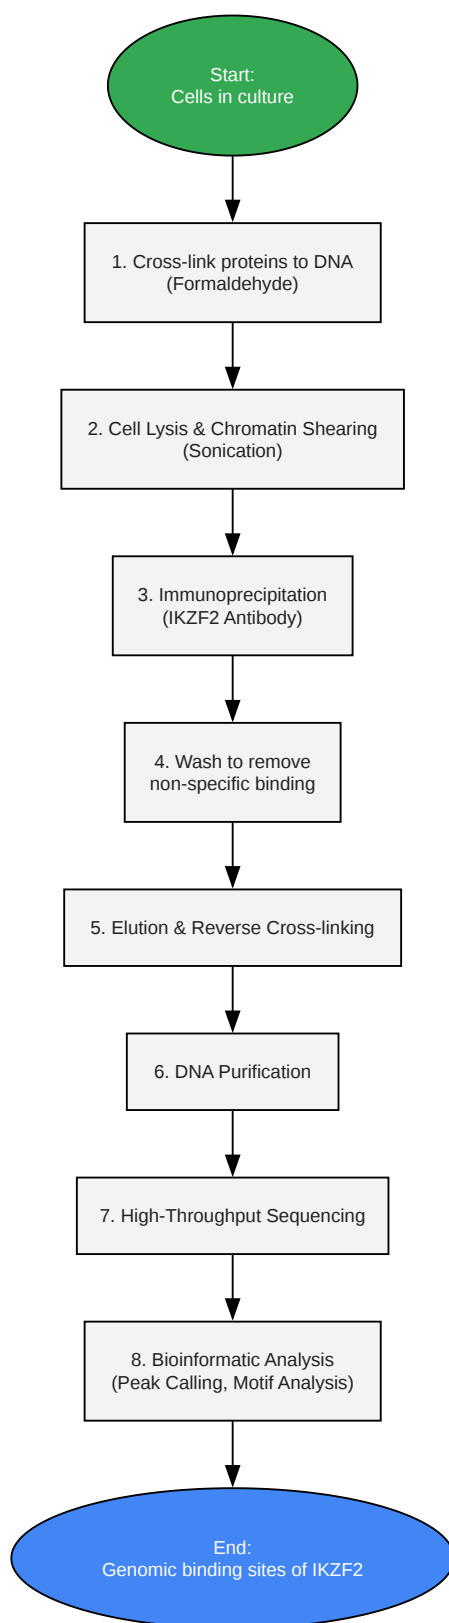 Start:
Cells in culture
1. Cross-link proteins to DNA
(Formaldehyde)
2. Cell Lysis & Chromatin Shearing
(Sonication)
3. Immunoprecipitation
(IKZF2 Antibody)
4. Wash to remove
non-specific binding
5. Elution & Reverse Cross-linking
6. DNA Purification
7. High-Throughput Sequencing
8. Bioinformatic Analysis
(Peak Calling, Motif Analysis)
End:
Genomic binding sites of IKZF2